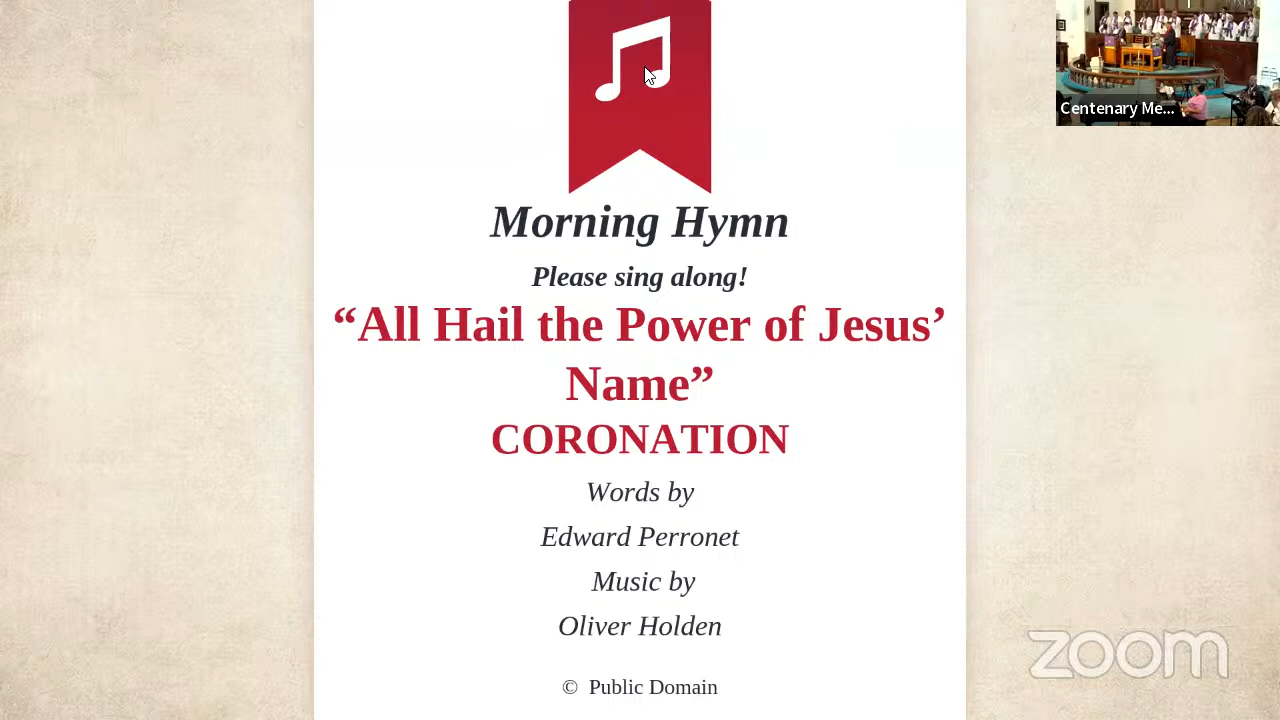 Morning Hymn
Please sing along!
“All Hail the Power of Jesus’
Name”
CORONATION
Words by
Edward Perronet
Music by
Oliver Holden
© Public Domain
Centenary Me...
zoom